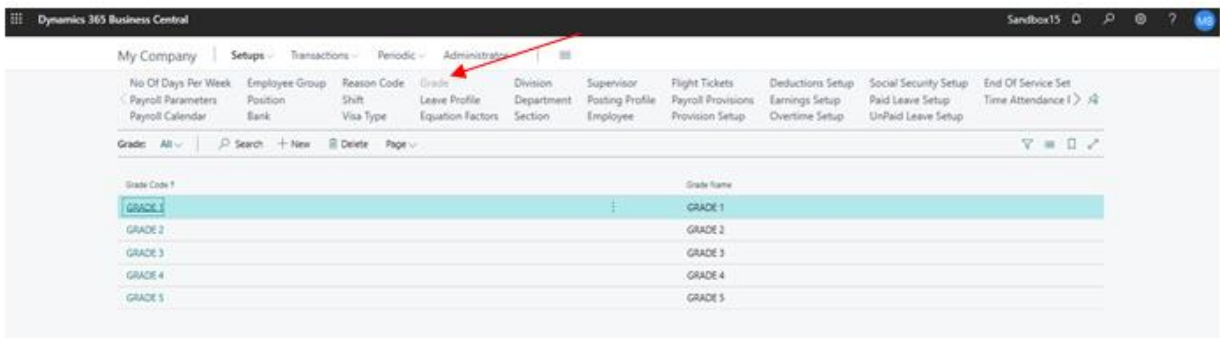 Dynamics 365 Business Central Sandbox15 ? MB
My Company Setups Transactions Periodic Administrator
No Of Days Per Week Employee Group Reason Code Grade Division Supervisor Flight Tickets Deductions Setup Social Security Setup End Of Service Set
Payroll Parameters Position Shift Leave Profile Department Posting Profile Payroll Provisions Earnings Setup Paid Leave Setup Time Attendance I
Payroll Calendar Bank Visa Type Equation Factors Section Employee Provision Setup Overtime Setup UnPaid Leave Setup
Grade: All Search + New Delete Page
Grade Code ↑ Grade Name
GRADE 1 GRADE 1
GRADE 2 GRADE 2
GRADE 3 GRADE 3
GRADE 4 GRADE 4
GRADE 5 GRADE 5